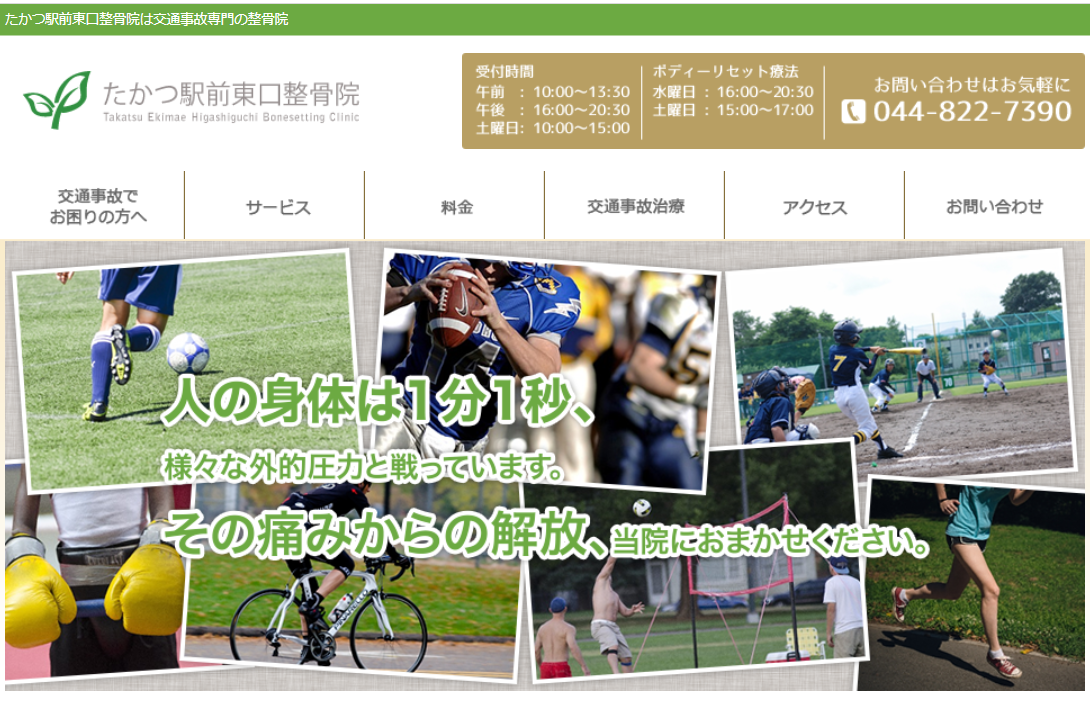 たかつ駅前東口整骨院は交通事故専門の整骨院
たかつ駅前東口整骨院
Takatsu Ekimae Higashiguchi Bonesetting Clinic
受付時間
午前 : 10:00〜13:30
午後 : 16:00〜20:30
土曜日: 10:00〜15:00
ボディーリセット療法
水曜日 : 16:00〜20:30
土曜日 : 15:00〜17:00
お問い合わせはお気軽に
044-822-7390
交通事故で
お困りの方へ
サービス
料金
交通事故治療
アクセス
お問い合わせ
人の身体は1分1秒、
様々な外的圧力と戦っています。
その痛みからの解放、当院におまかせください。
7